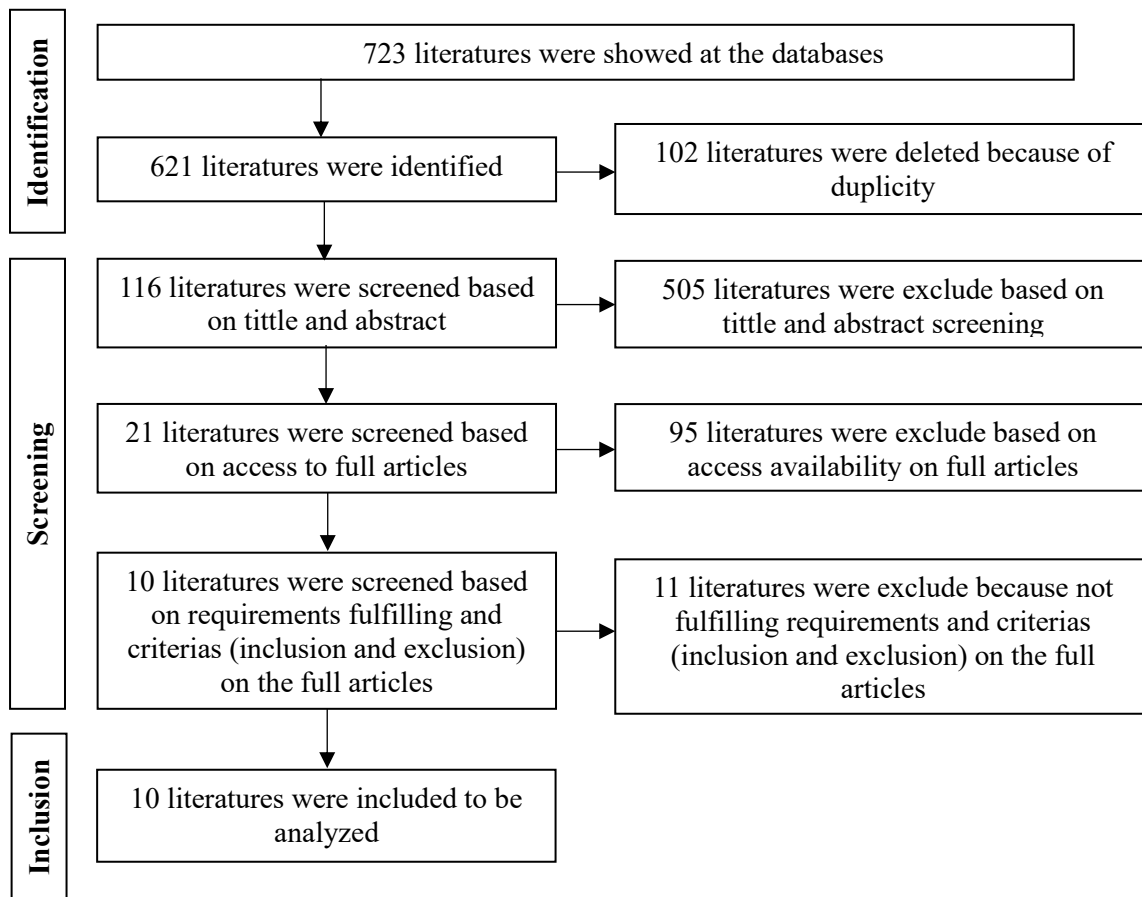 Identification
723 literatures were showed at the databases
621 literatures were identified
102 literatures were deleted because of
duplicity
Screening
116 literatures were screened based
on tittle and abstract
505 literatures were exclude based on
tittle and abstract screening
21 literatures were screened based
on access to full articles
95 literatures were exclude based on
access availability on full articles
10 literatures were screened based
on requirements fulfilling and
criterias (inclusion and exclusion)
on the full articles
11 literatures were exclude because not
fulfilling requirements and criterias
(inclusion and exclusion) on the full
articles
Inclusion
10 literatures were included to be
analyzed